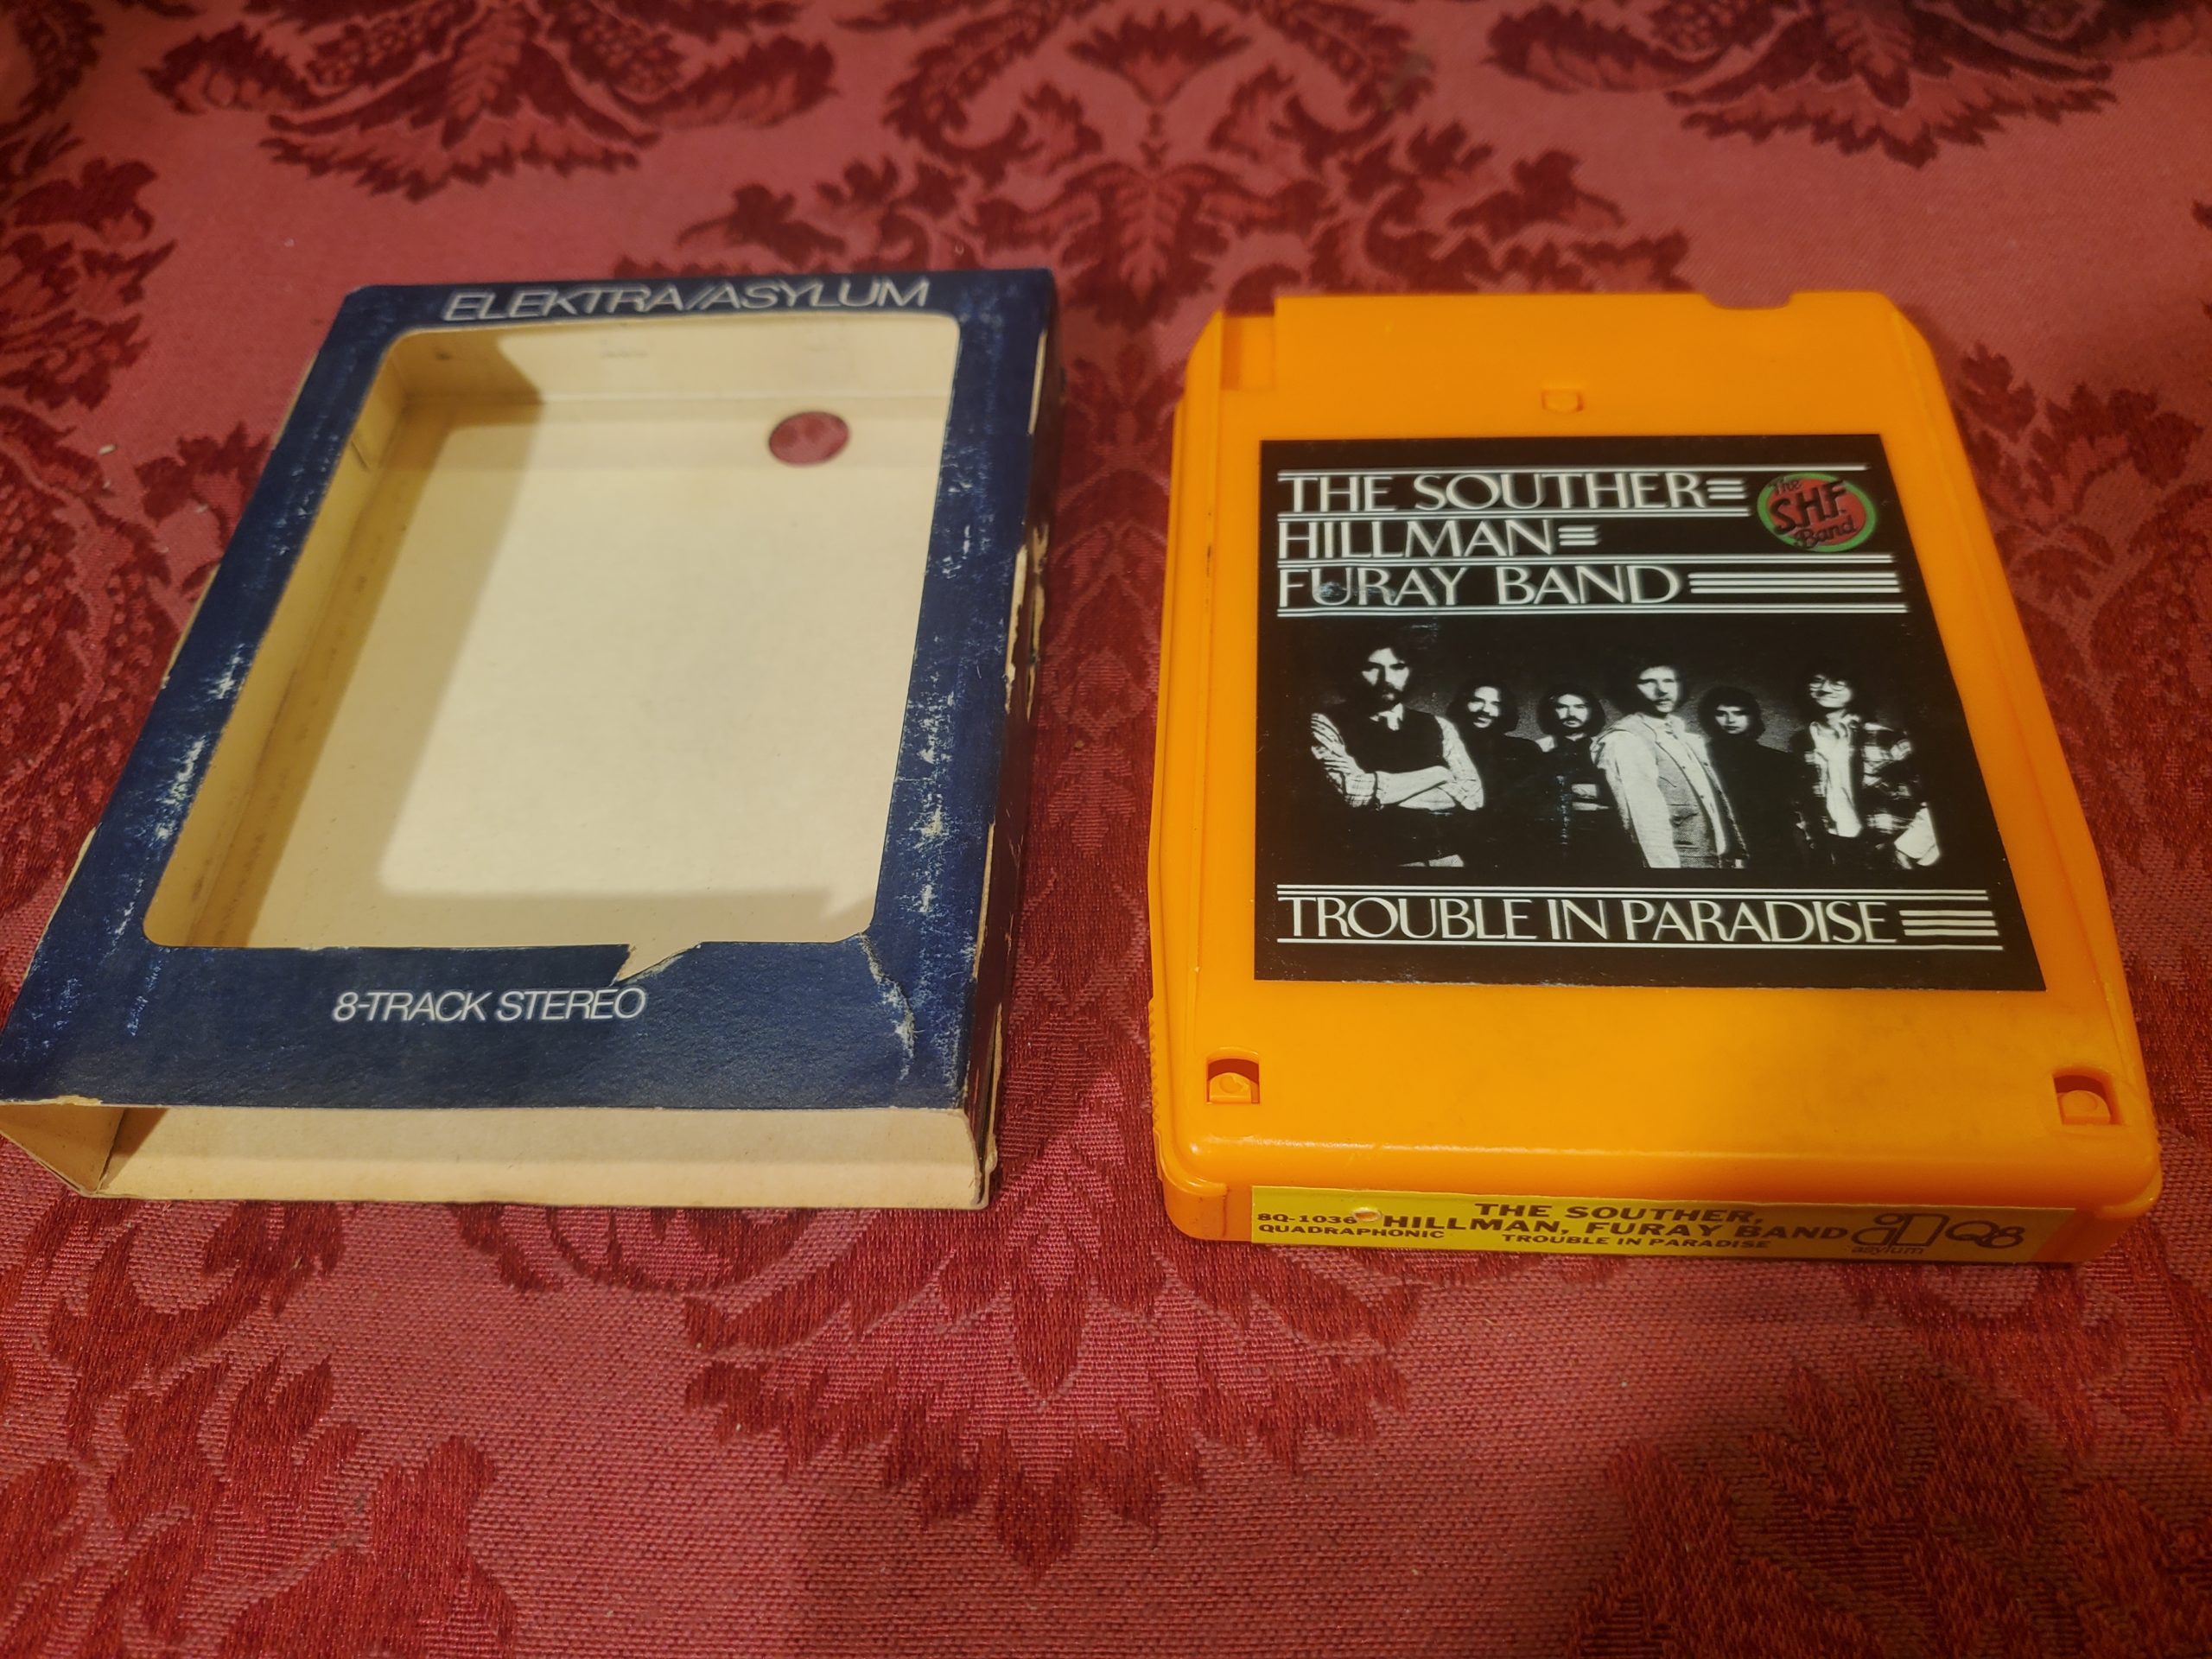 ELEKTRA/ASYLUM
8-TRACK STEREO
THE SOUTHER
HILLMAN
FURAY BAND
The
S.H.F.
Band
TROUBLE IN PARADISE
8Q-1036
QUADRAPHONIC
THE SOUTHER,
HILLMAN, FURAY BAND
TROUBLE IN PARADISE
asylum
Q8